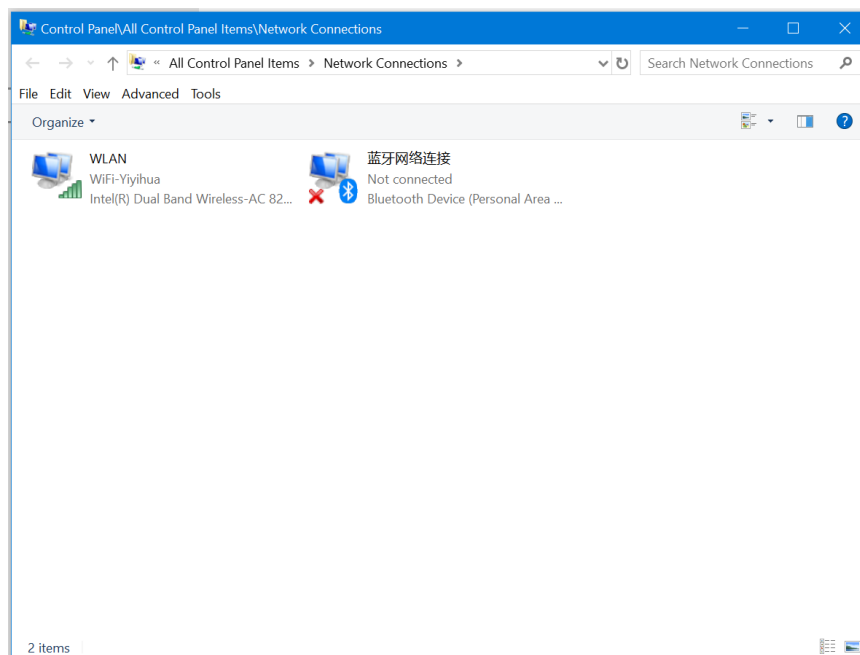 Control Panel\All Control Panel Items\Network Connections
« All Control Panel Items > Network Connections >
Search Network Connections
File Edit View Advanced Tools
Organize
WLAN
WiFi-Yiyihua
Intel(R) Dual Band Wireless-AC 82...
蓝牙网络连接
Not connected
Bluetooth Device (Personal Area ...
2 items